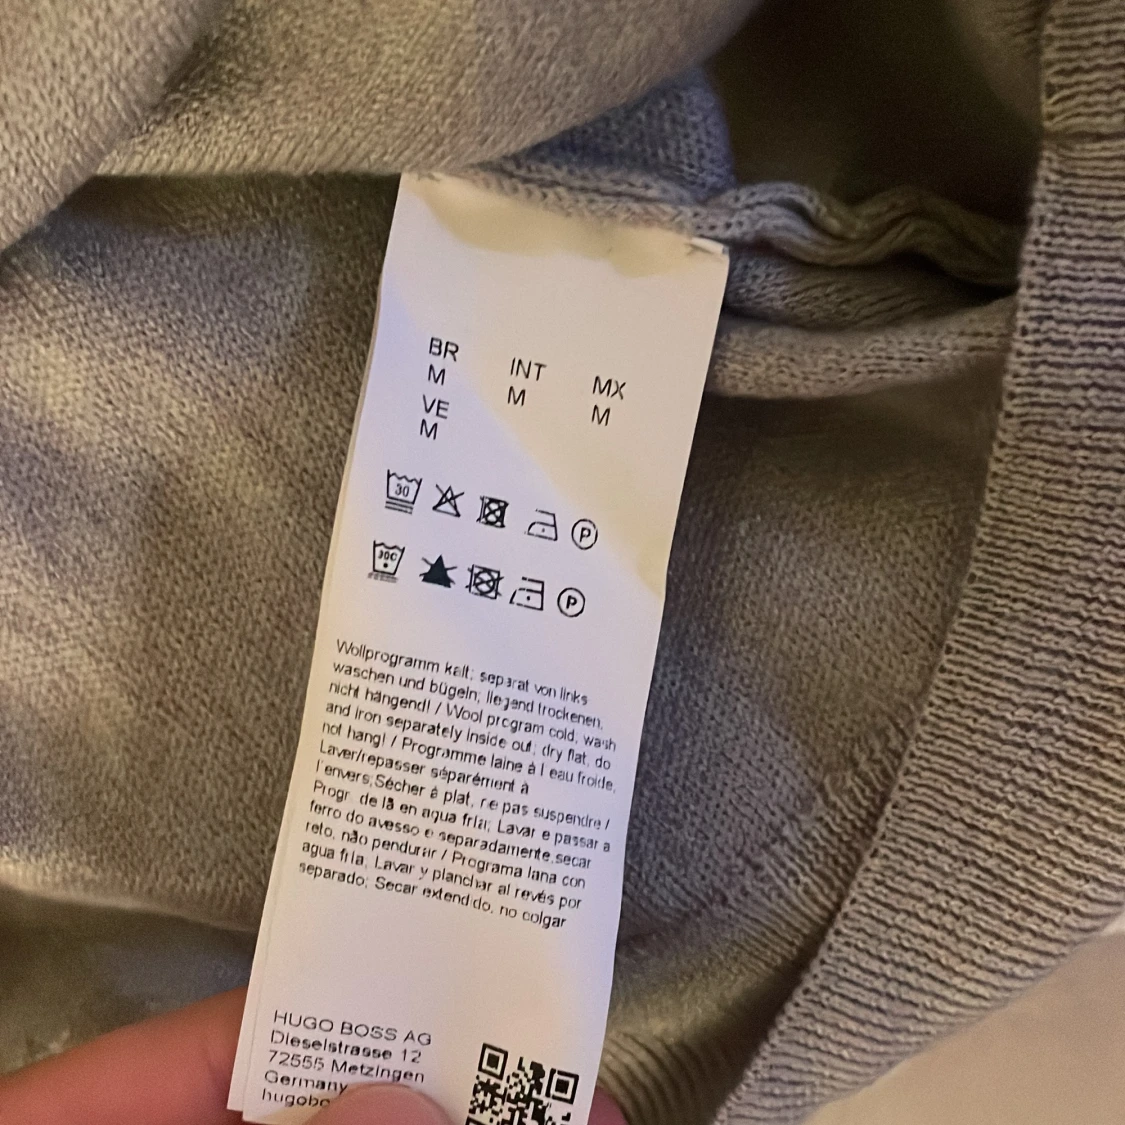 BR INT MX
M M M
VE
M
30
30C
P
P
Wollprogramm kalt; separat von links
waschen und bügeln; liegend trockenen,
nicht hängend! / Wool program cold; wash
and iron separately inside out; dry flat, do
not hang! / Programme laine à l eau froide,
Laver/repasser séparément à
l'envers;Sécher à plat, ne pas suspendre /
Progr. de lã en agua fria; Lavar e passar a
ferro do avesso e separadamente,secar
reto, não pendurar / Programa lana con
agua fria; Lavar y planchar al revés por
separado; Secar extendido, no colgar
HUGO BOSS AG
Dieselstrasse 12
72555 Metzingen
Germany